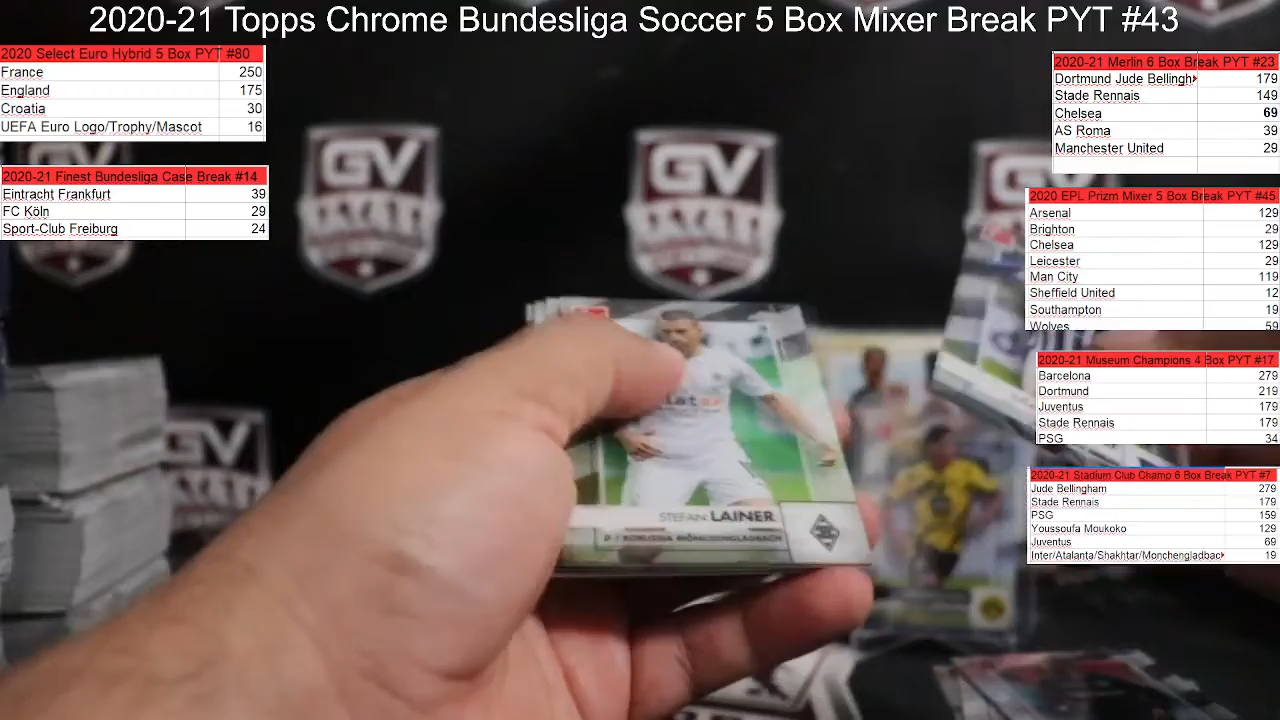 2020-21 Topps Chrome Bundesliga Soccer 5 Box Mixer Break PYT #43
2020 Select Euro Hybrid 5 Box PYT #80
France 250
England 175
Croatia 30
UEFA Euro Logo/Trophy/Mascot 16
2020-21 Finest Bundesliga Case Break #14
Eintracht Frankfurt 39
FC Köln 29
Sport-Club Freiburg 24
2020-21 Merlin 6 Box Break PYT #23
Dortmund Jude Bellingh 179
Stade Rennais 149
Chelsea 69
AS Roma 39
Manchester United 29
2020 EPL Prizm Mixer 5 Box Break PYT #45
Arsenal 129
Brighton 29
Chelsea 129
Leicester 29
Man City 119
Sheffield United 12
Southampton 19
Wolves 59
2020-21 Museum Champions 4 Box PYT #17
Barcelona 279
Dortmund 219
Juventus 179
Stade Rennais 179
PSG 34
2020-21 Stadium Club Champ 6 Box Break PYT #7
Jude Bellingham 279
Stade Rennais 179
PSG 159
Youssoufa Moukoko 129
Juventus 69
Inter/Atalanta/Shakhtar/Monchengladbac 19
GV
GV
GV
STEFAN LAINER
D / BORUSSIA MÖNCHENGLADBACH